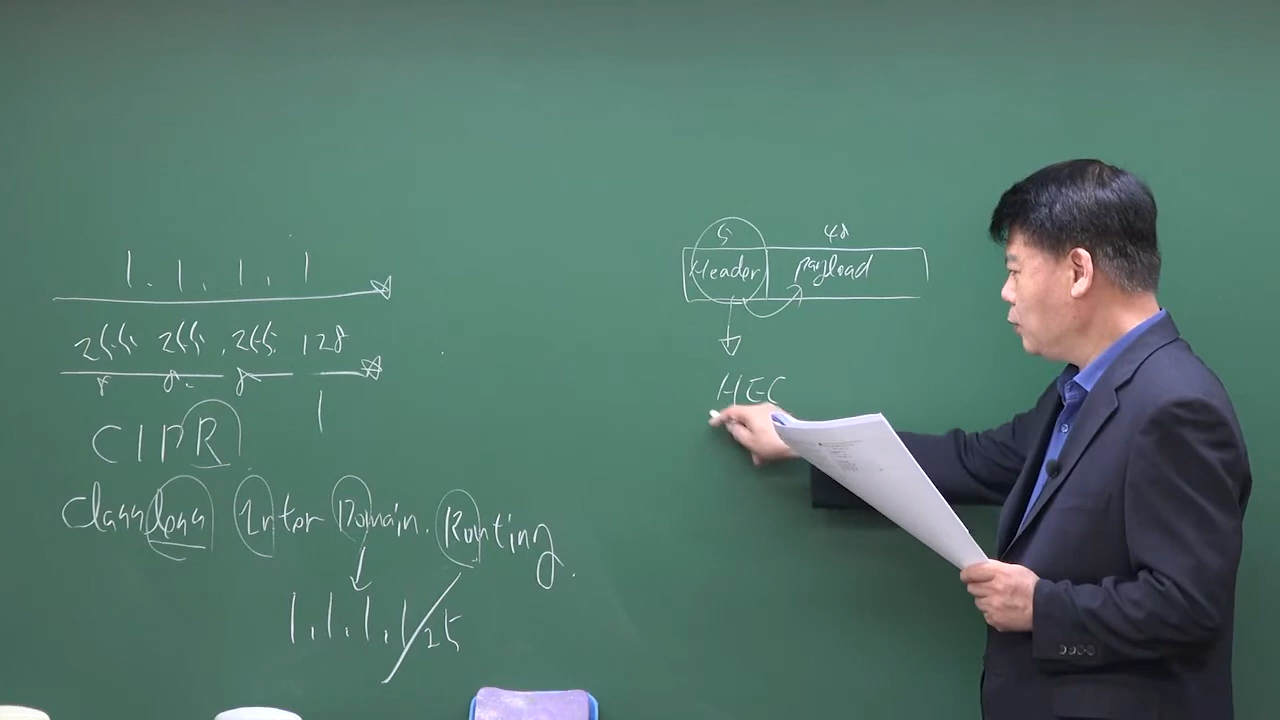 1.1.1.1
255 255.255. 128
8 8. 8 1
CIDR
Classless Inter Domain. Routing.
1.1.1.1/25
5 48
Header payload
HEC